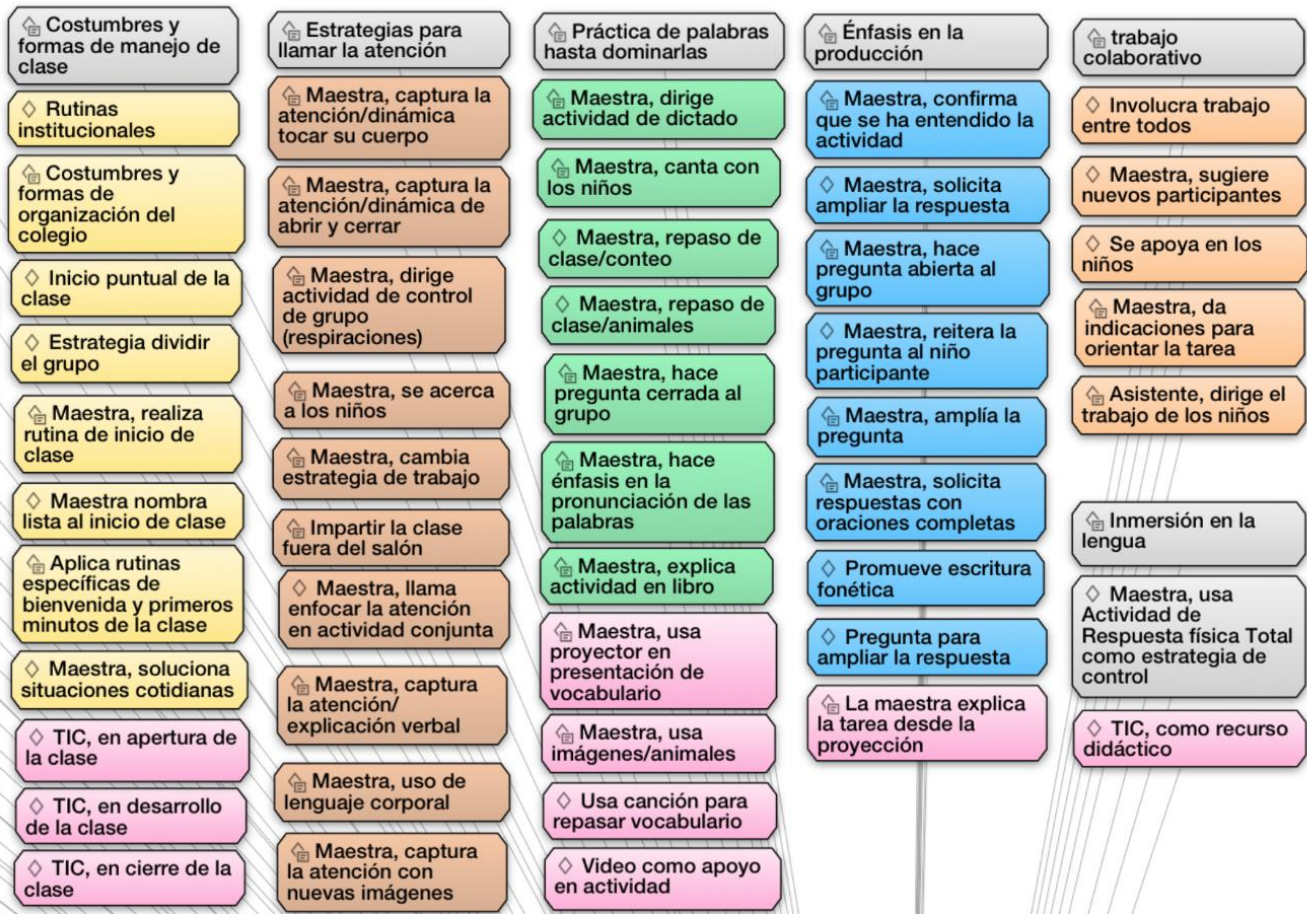 Costumbres y
formas de manejo de
clase
Rutinas
institucionales
Costumbres y
formas de
organización del
colegio
Inicio puntual de la
clase
Estrategia dividir
el grupo
Maestra, realiza
rutina de inicio de
clase
Maestra nombra
lista al inicio de clase
Aplica rutinas
específicas de
bienvenida y primeros
minutos de la clase
Maestra, soluciona
situaciones cotidianas
TIC, en apertura de
la clase
TIC, en desarrollo
de la clase
TIC, en cierre de la
clase
Estrategias para
llamar la atención
Maestra, captura la
atención/dinámica
tocar su cuerpo
Maestra, captura la
atención/dinámica de
abrir y cerrar
Maestra, dirige
actividad de control
de grupo
(respiraciones)
Maestra, se acerca
a los niños
Maestra, cambia
estrategia de trabajo
Impartir la clase
fuera del salón
Maestra, llama
enfocar la atención
en actividad conjunta
Maestra, captura
la atención/
explicación verbal
Maestra, uso de
lenguaje corporal
Maestra, captura
la atención con
nuevas imágenes
Práctica de palabras
hasta dominarlas
Maestra, dirige
actividad de dictado
Maestra, canta con
los niños
Maestra, repaso de
clase/conteo
Maestra, repaso de
clase/animales
Maestra, hace
pregunta cerrada al
grupo
Maestra, hace
énfasis en la
pronunciación de las
palabras
Maestra, explica
actividad en libro
Maestra, usa
proyector en
presentación de
vocabulario
Maestra, usa
imágenes/animales
Usa canción para
repasar vocabulario
Video como apoyo
en actividad
Énfasis en la
producción
Maestra, confirma
que se ha entendido la
actividad
Maestra, solicita
ampliar la respuesta
Maestra, hace
pregunta abierta al
grupo
Maestra, reitera la
pregunta al niño
participante
Maestra, amplía la
pregunta
Maestra, solicita
respuestas con
oraciones completas
Promueve escritura
fonética
Pregunta para
ampliar la respuesta
La maestra explica
la tarea desde la
proyección
trabajo
colaborativo
Involucra trabajo
entre todos
Maestra, sugiere
nuevos participantes
Se apoya en los
niños
Maestra, da
indicaciones para
orientar la tarea
Asistente, dirige el
trabajo de los niños
Inmersión en la
lengua
Maestra, usa
Actividad de
Respuesta física Total
como estrategia de
control
TIC, como recurso
didáctico